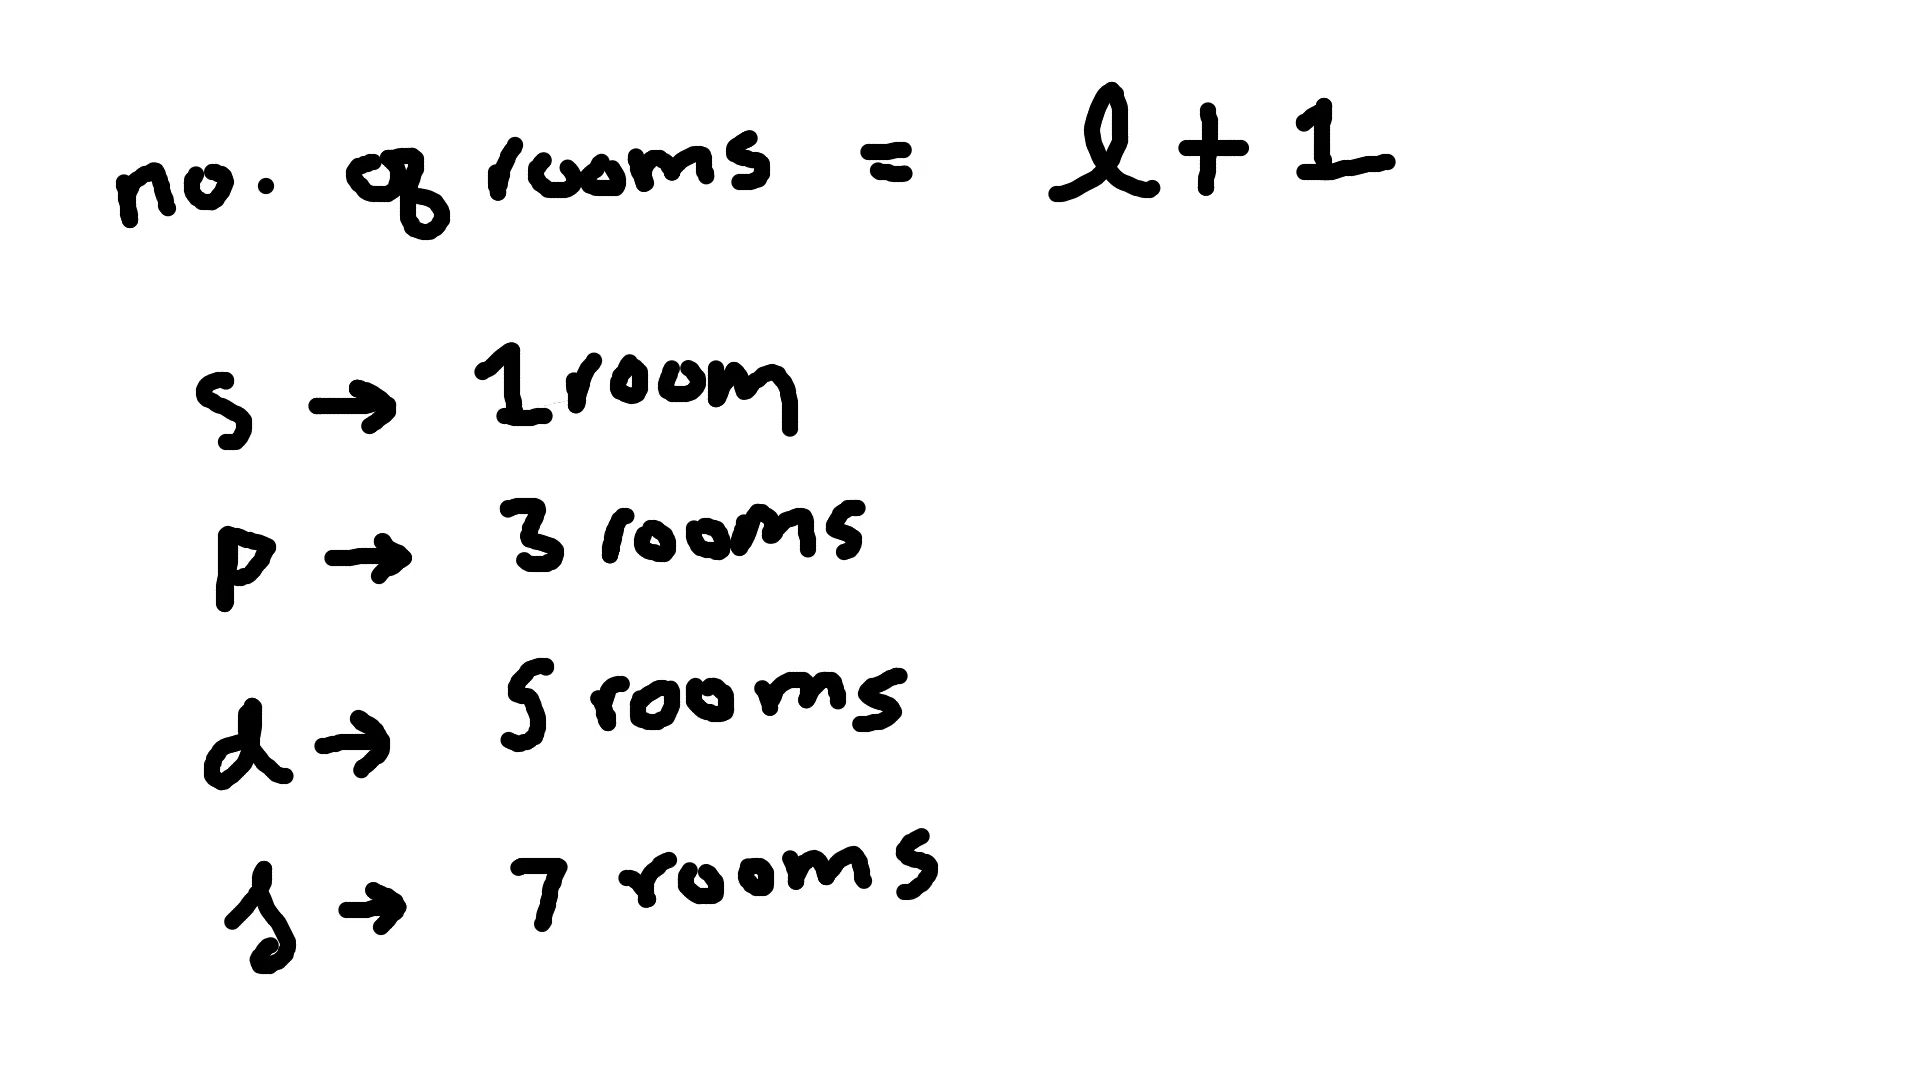 no. of rooms = l + 1
s → 1 room
p → 3 rooms
d → 5 rooms
f → 7 rooms